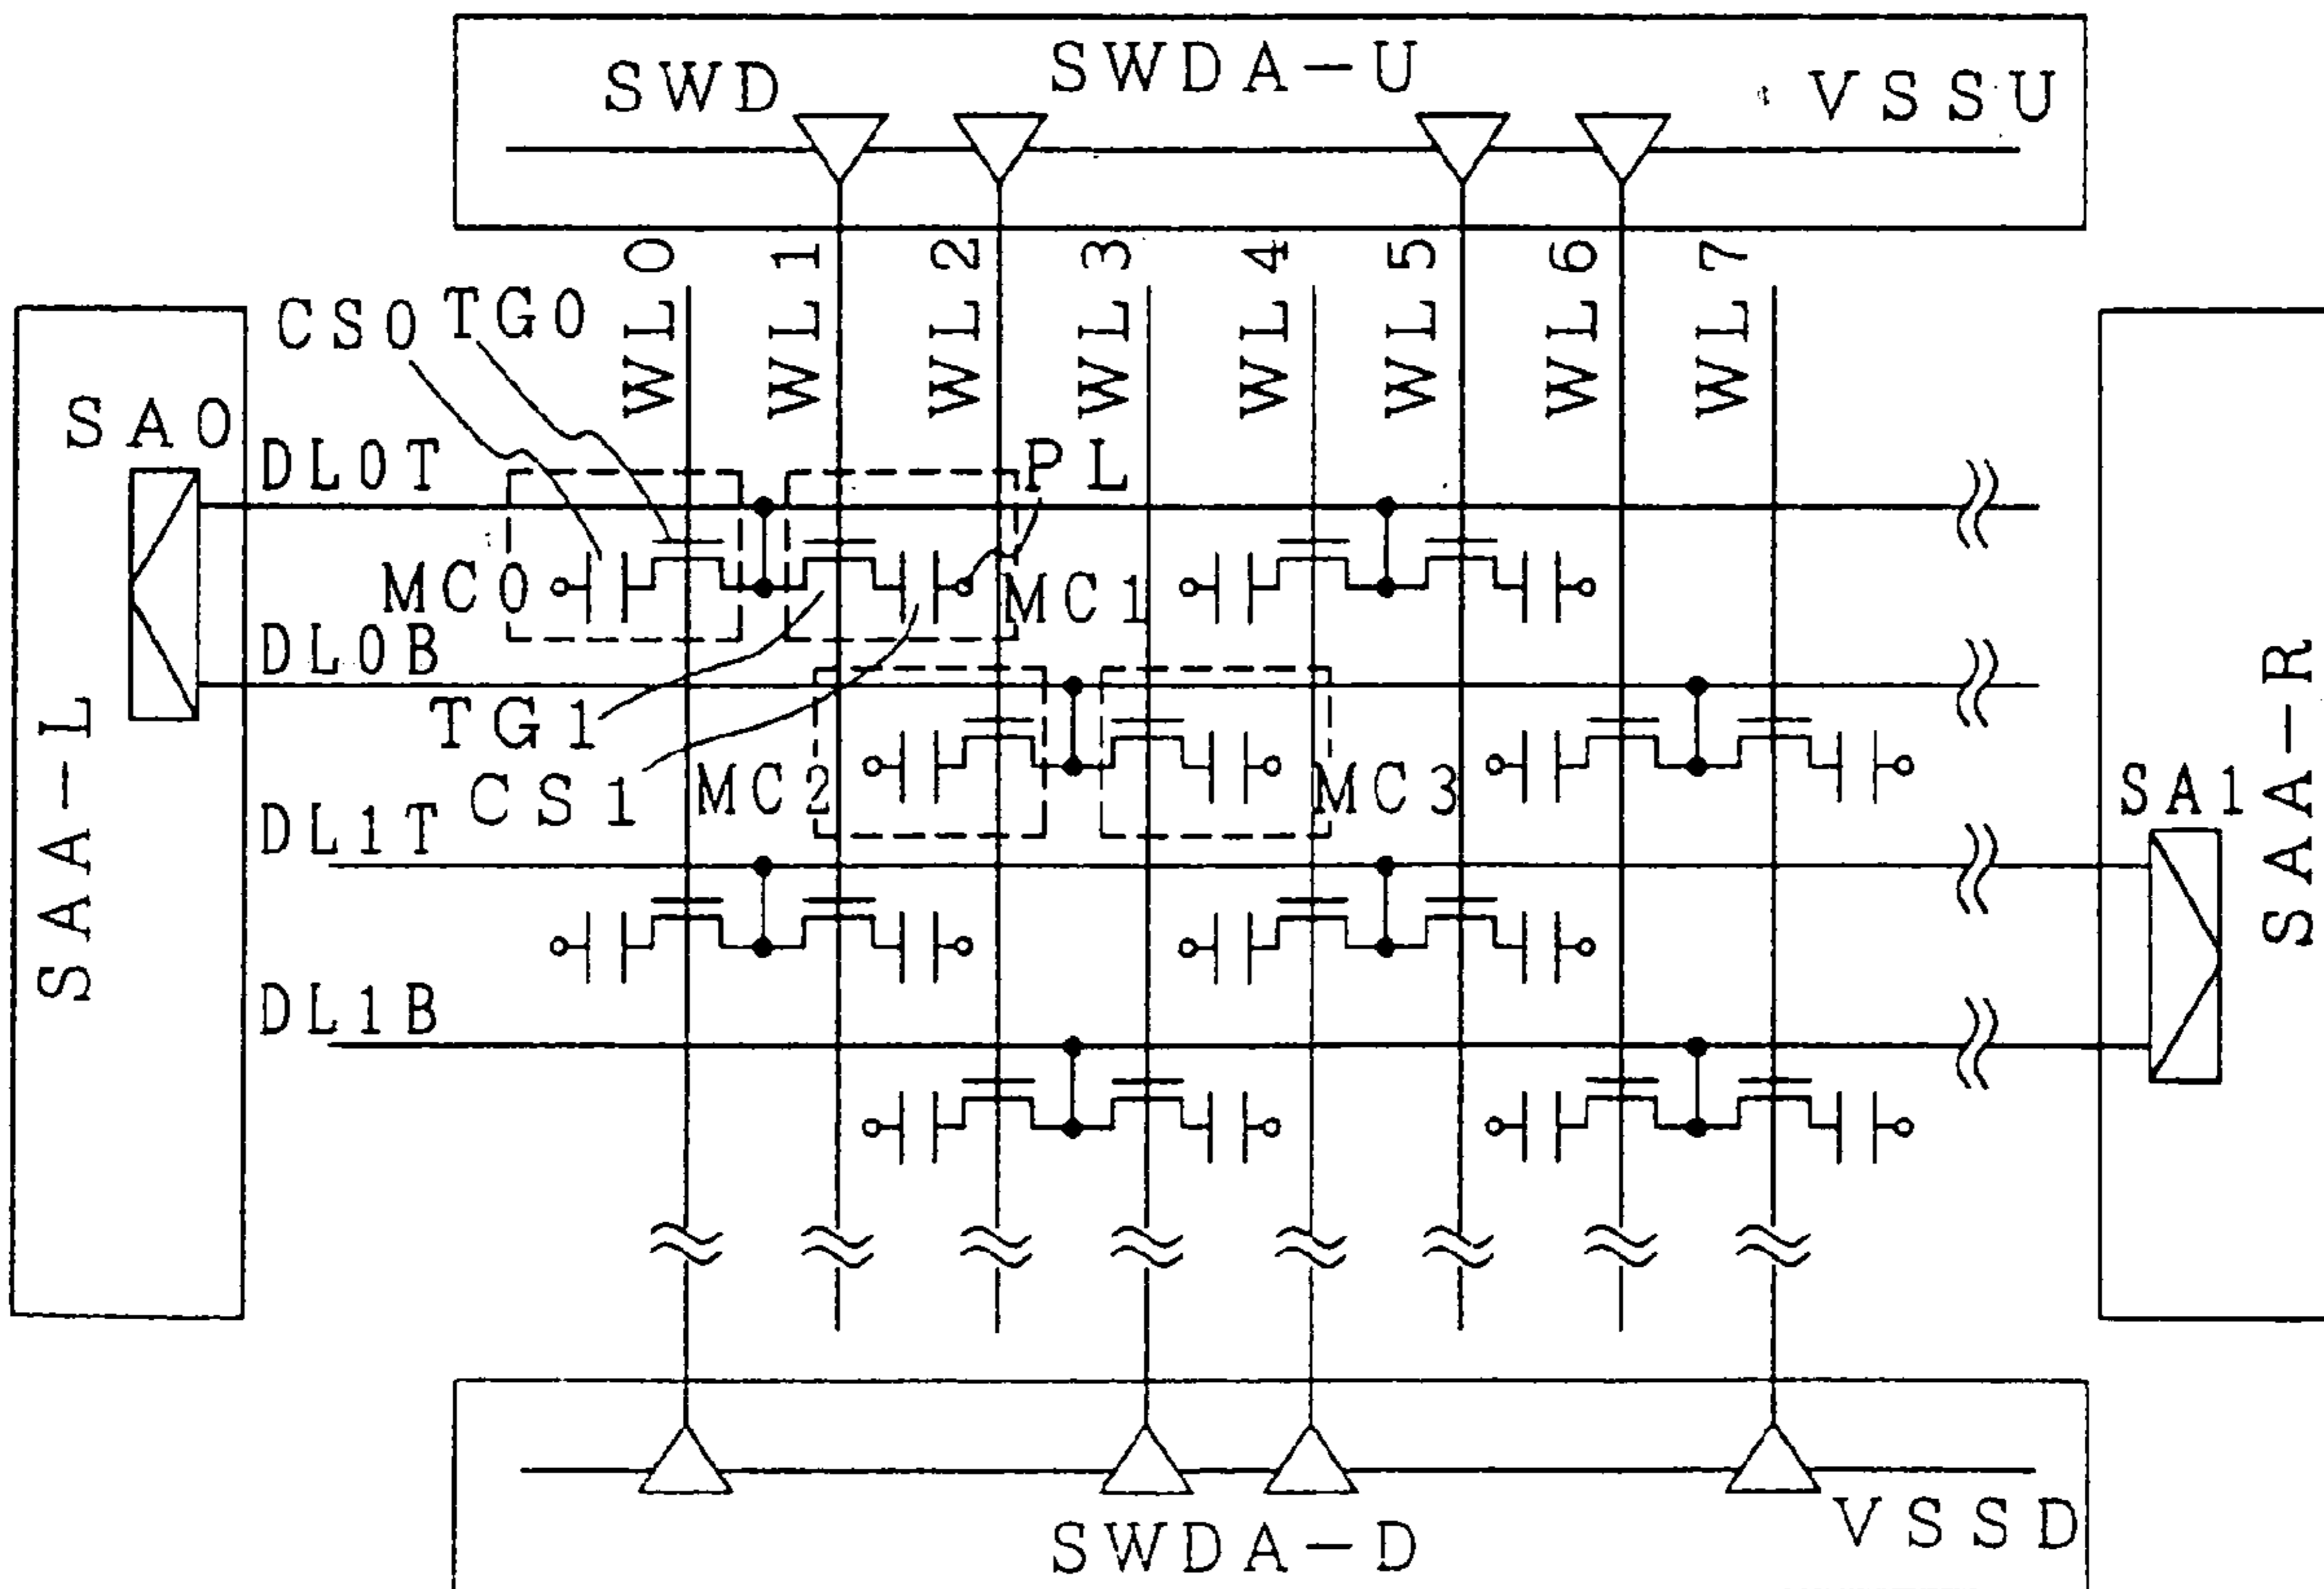 SWD
SWDA-U
VSSU
WL0
WL1
WL2
WL3
WL4
WL5
WL6
WL7
CS0
TG0
SA0
DL0T
PL
MC0
MC1
DL0B
TG1
CS1
MC2
MC3
SAA-L
SAA-R
SA1
DL1T
DL1B
SWDA-D
VSSD